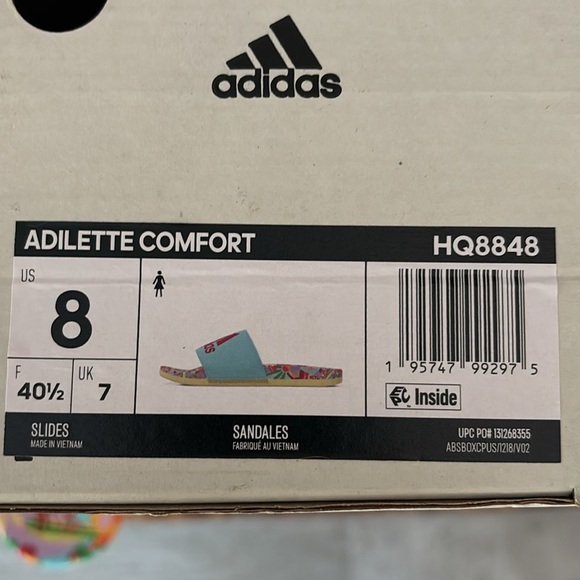 adidas
ADILETTE COMFORT HQ8848
US
8
F
40½
UK
7
1 95747 99297 5
Inside
SLIDES
MADE IN VIETNAM
SANDALES
FABRIQUÉ AU VIETNAM
UPC PO# 131268355
ABSBOXCPUS/1218/V02